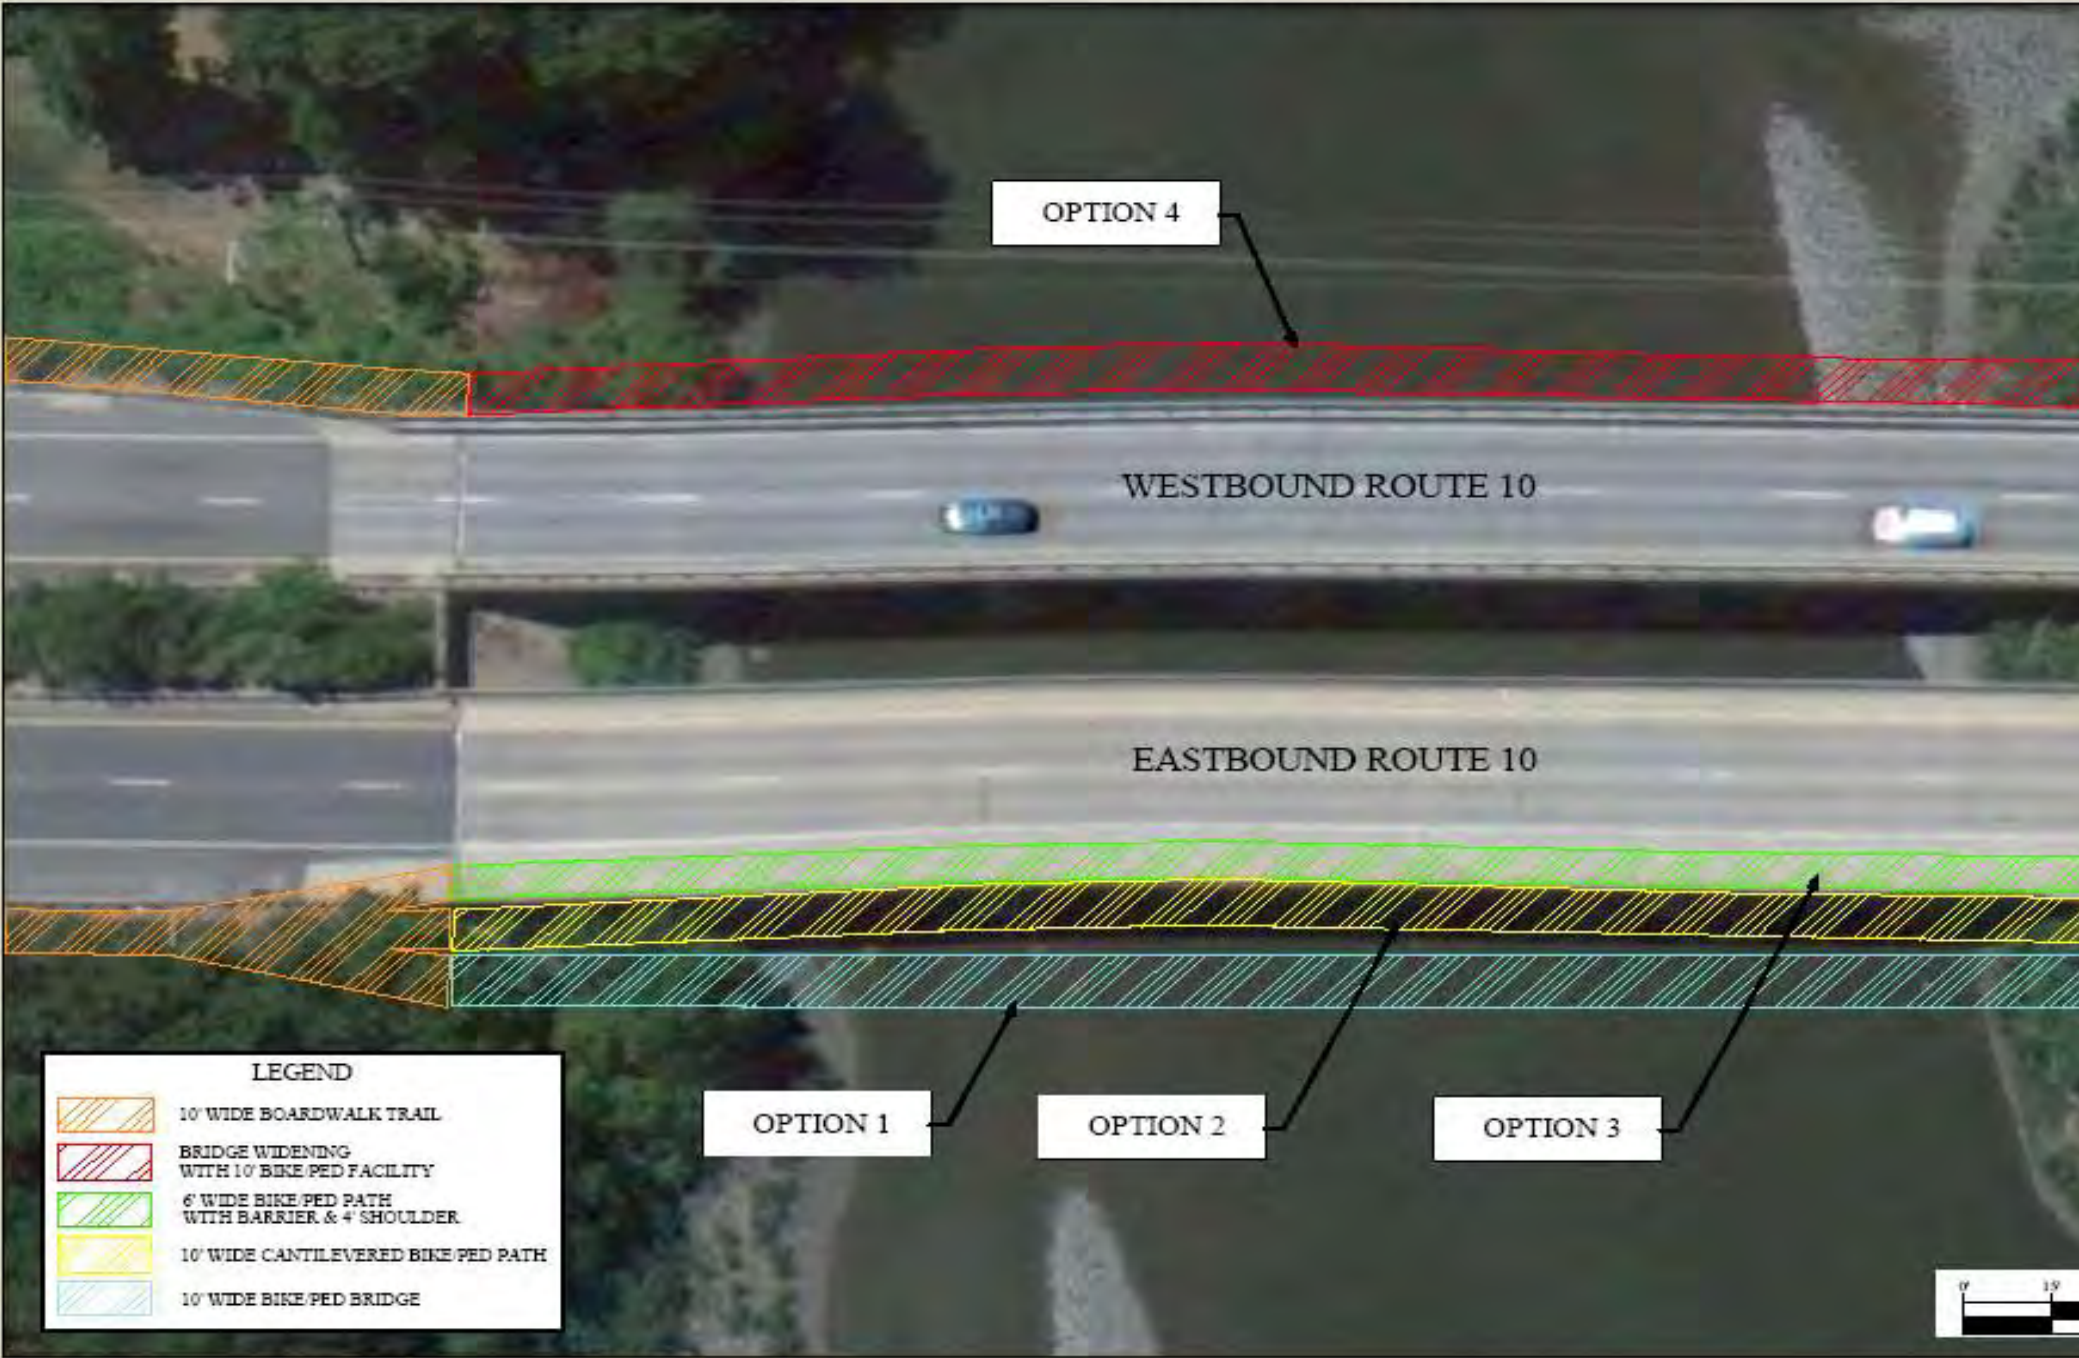 OPTION 4
WESTBOUND ROUTE 10
EASTBOUND ROUTE 10
OPTION 1
OPTION 2
OPTION 3
LEGEND
10' WIDE BOARDWALK TRAIL
BRIDGE WIDENING
WITH 10' BIKE/PED FACILITY
6' WIDE BIKE/PED PATH
WITH BARRIER & 4' SHOULDER
10' WIDE CANTILEVERED BIKE/PED PATH
10' WIDE BIKE/PED BRIDGE
0' 15'